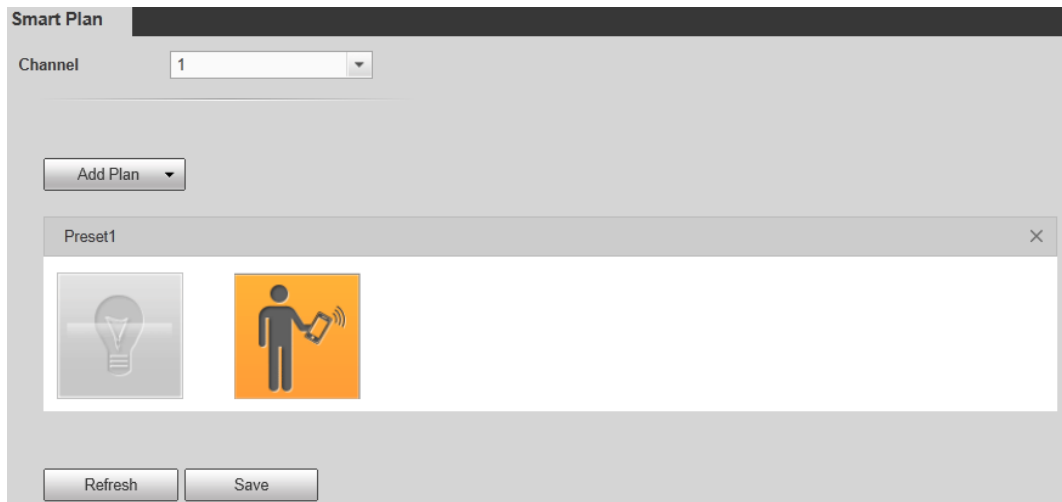 Smart Plan
Channel 1
Add Plan
Preset1
Refresh Save